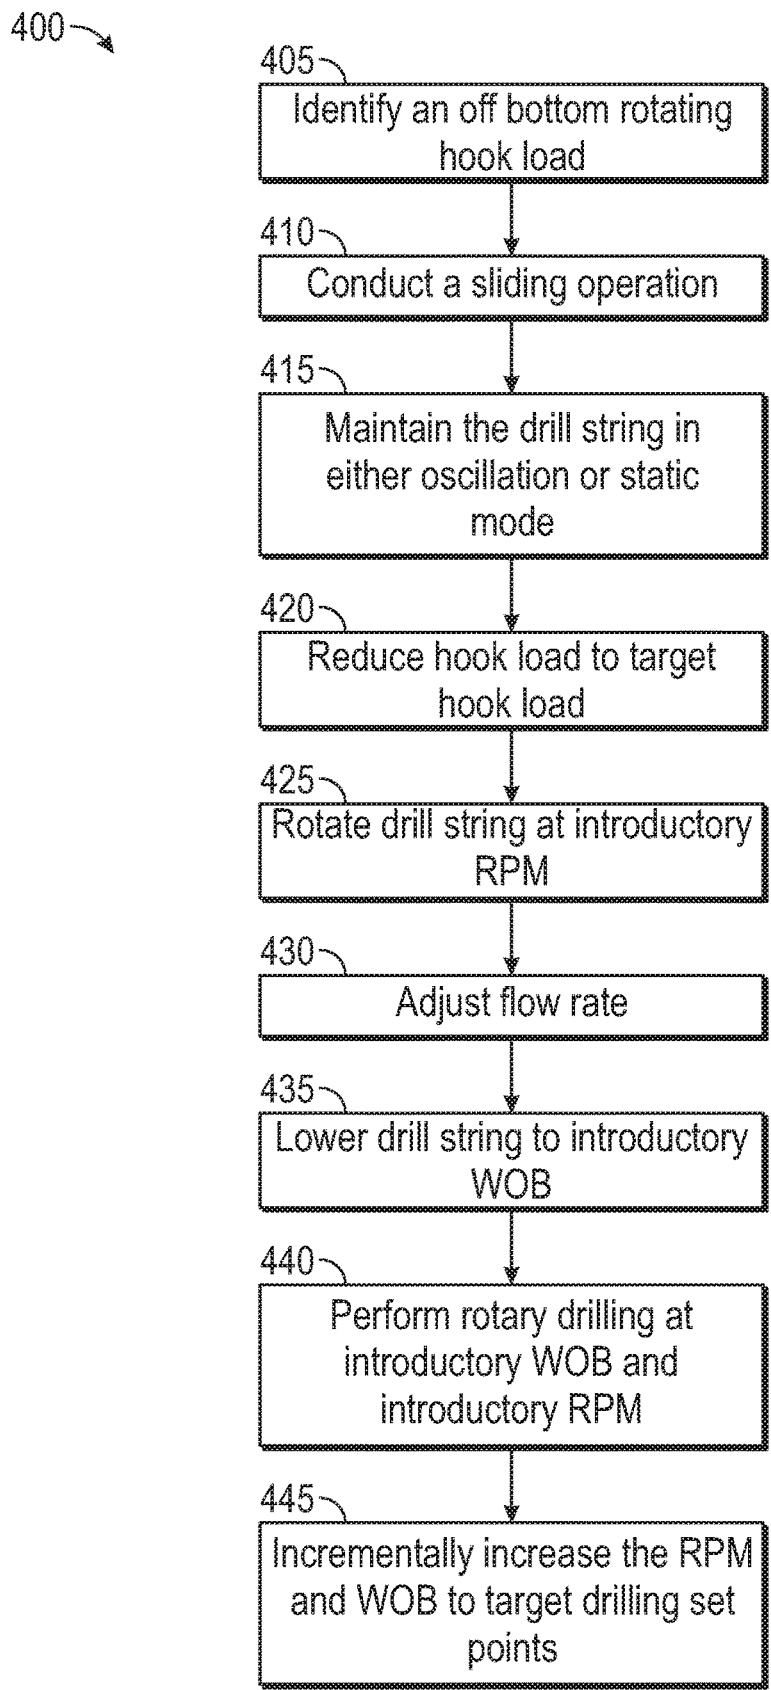 400
405
Identify an off bottom rotating
hook load
410
Conduct a sliding operation
415
Maintain the drill string in
either oscillation or static
mode
420
Reduce hook load to target
hook load
425
Rotate drill string at introductory
RPM
430
Adjust flow rate
435
Lower drill string to introductory
WOB
440
Perform rotary drilling at
introductory WOB and
introductory RPM
445
Incrementally increase the RPM
and WOB to target drilling set
points